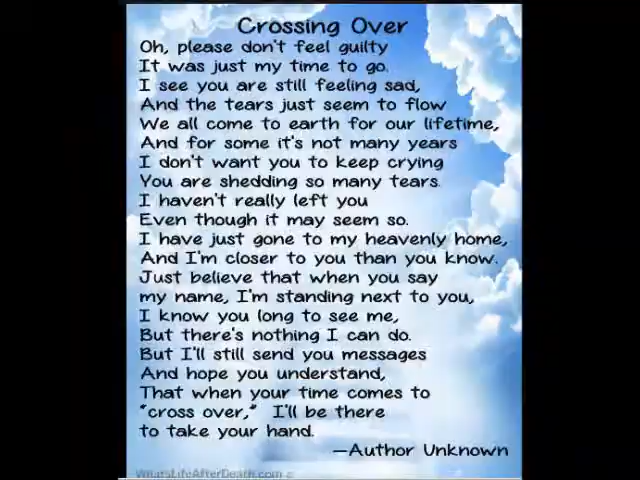 Crossing Over
Oh, please don't feel guilty
It was just my time to go.
I see you are still feeling sad,
And the tears just seem to flow
We all come to earth for our lifetime,
And for some it's not many years
I don't want you to keep crying
You are shedding so many tears.
I haven't really left you
Even though it may seem so.
I have just gone to my heavenly home,
And I'm closer to you than you know.
Just believe that when you say
my name, I'm standing next to you,
I know you long to see me,
But there's nothing I can do.
But I'll still send you messages
And hope you understand,
That when your time comes to
"cross over," I'll be there
to take your hand.
—Author Unknown
WhatsLifeAfterDeath.com